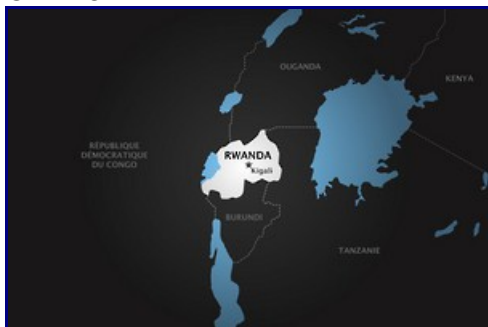 OUGANDA
KENYA
RÉPUBLIQUE
DÉMOCRATIQUE
DU CONGO
RWANDA
Kigali
BURUNDI
TANZANIE